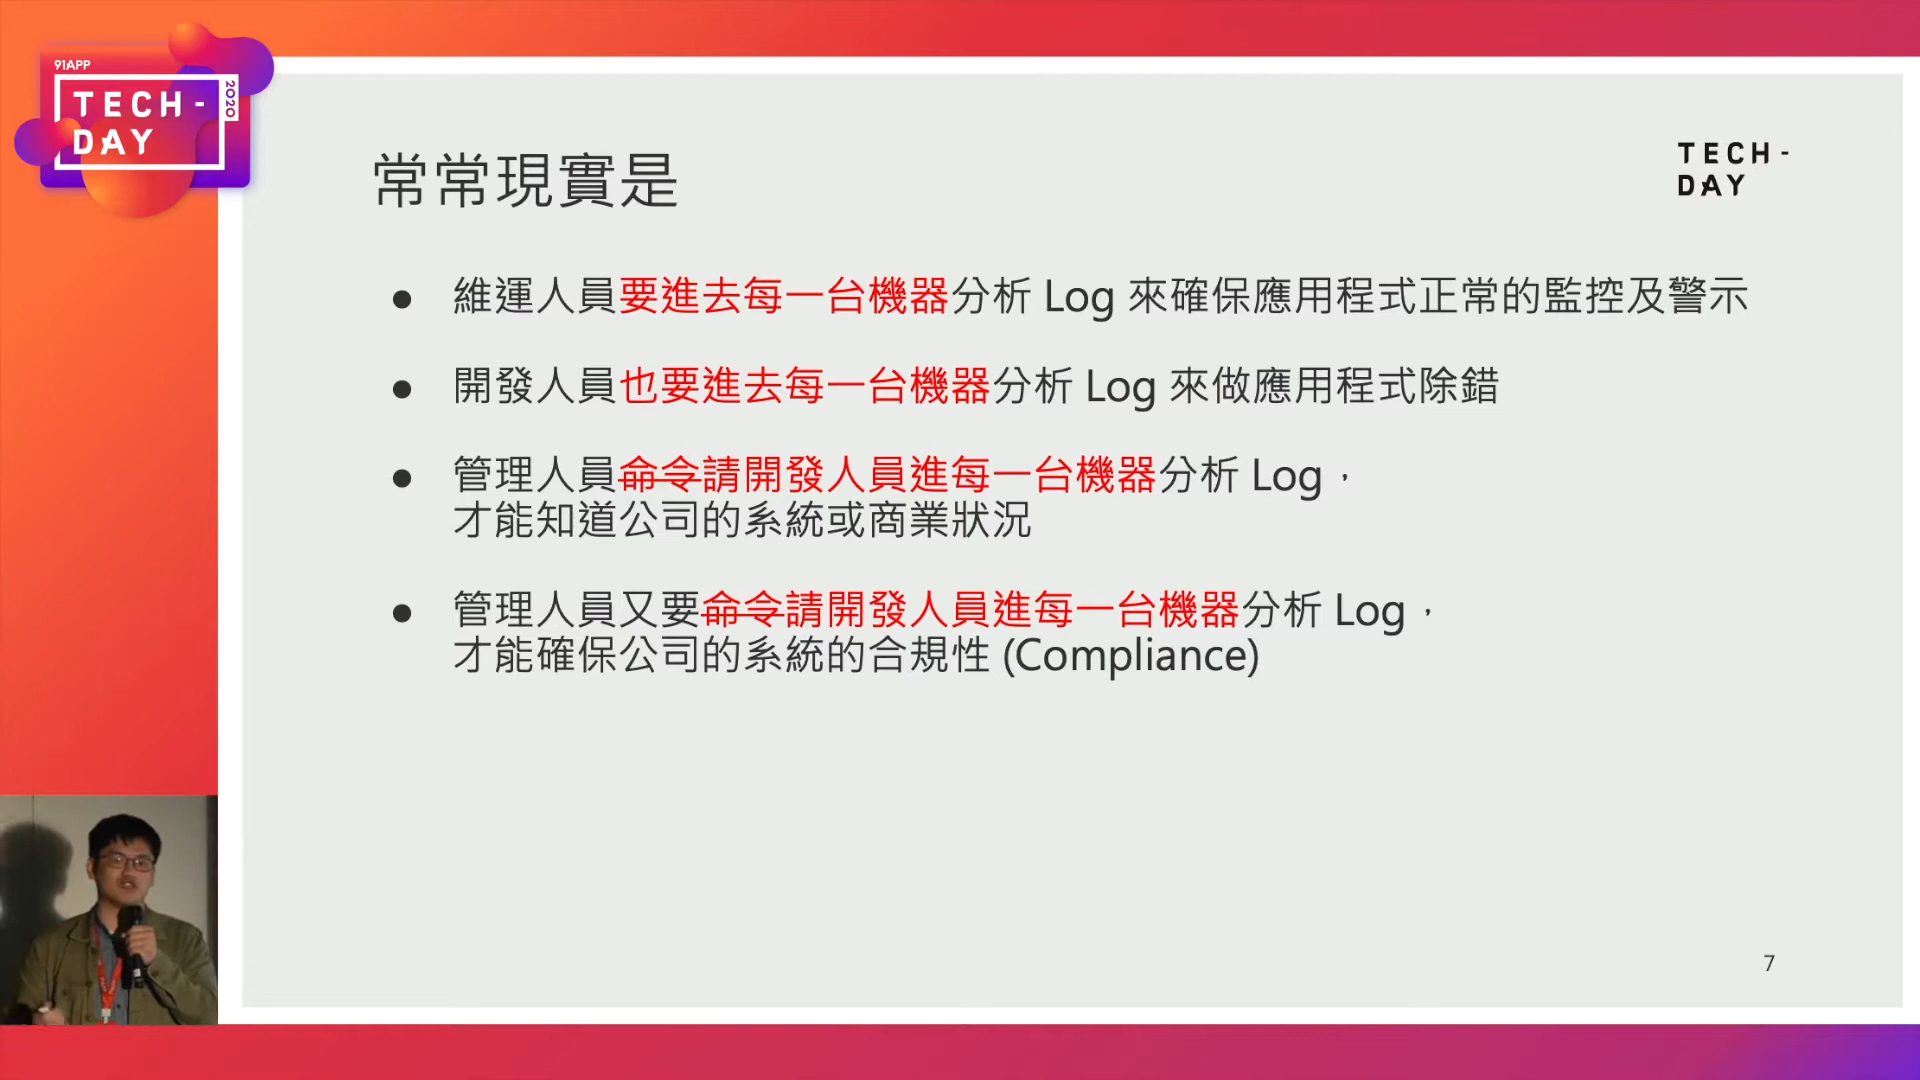 91APP
TECH-
DAY
2020
TECH-
DAY
常常現實是
● 維運人員要進去每一台機器分析 Log 來確保應用程式正常的監控及警示
● 開發人員也要進去每一台機器分析 Log 來做應用程式除錯
● 管理人員命令請開發人員進每一台機器分析 Log，
才能知道公司的系統或商業狀況
● 管理人員又要命令請開發人員進每一台機器分析 Log，
才能確保公司的系統的合規性 (Compliance)
7